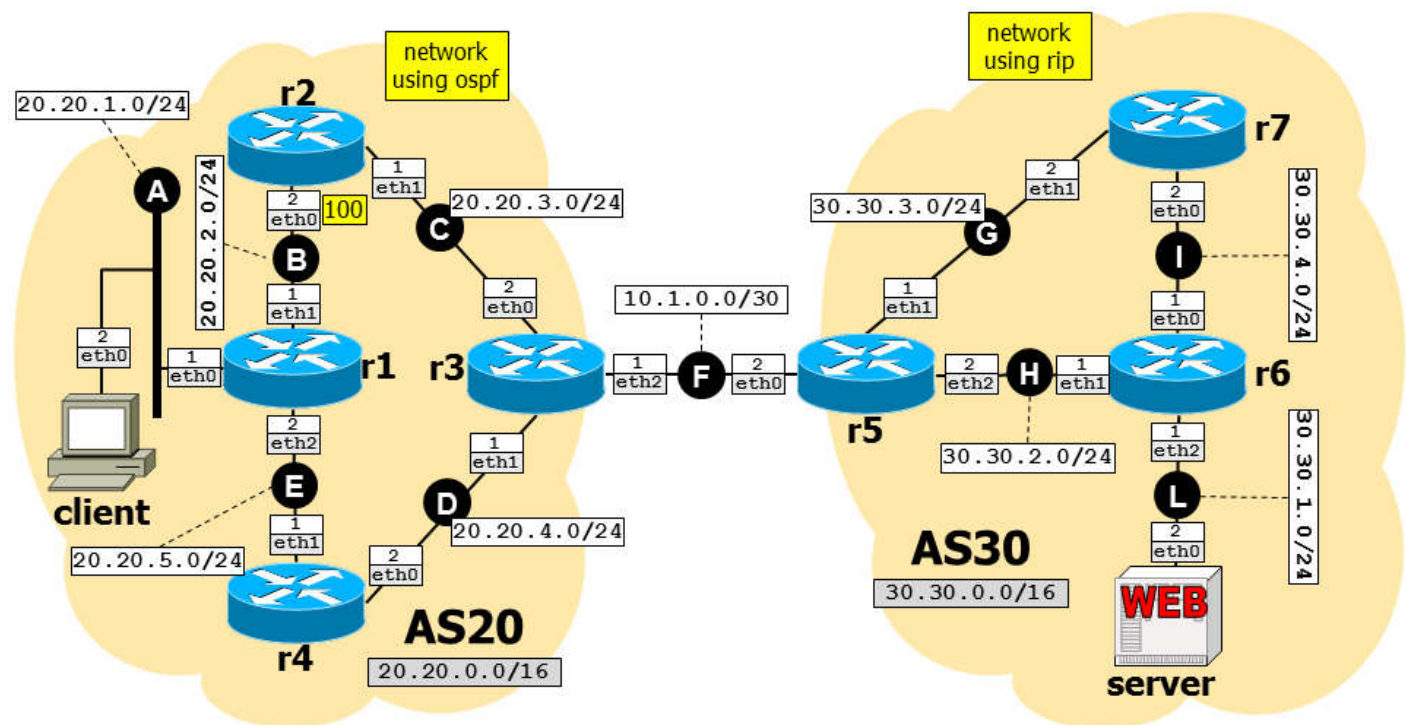 network
using ospf
network
using rip
r2
20.20.1.0/24
r7
A
1
eth1
2
eth1
20.20.2.0/24
2
eth0
100
20.20.3.0/24
30.30.3.0/24
2
eth0
30.30.4.0/24
C
G
B
I
10.1.0.0/30
1
eth1
2
eth0
1
eth1
1
eth0
2
eth0
1
eth0
r1
r3
1
eth2
F
2
eth0
r5
2
eth2
H
1
eth1
r6
2
eth2
1
eth1
1
eth2
30.30.2.0/24
30.30.1.0/24
E
D
L
client
20.20.5.0/24
1
eth1
20.20.4.0/24
2
eth0
AS30
30.30.0.0/16
2
eth0
WEB
AS20
20.20.0.0/16
r4
server